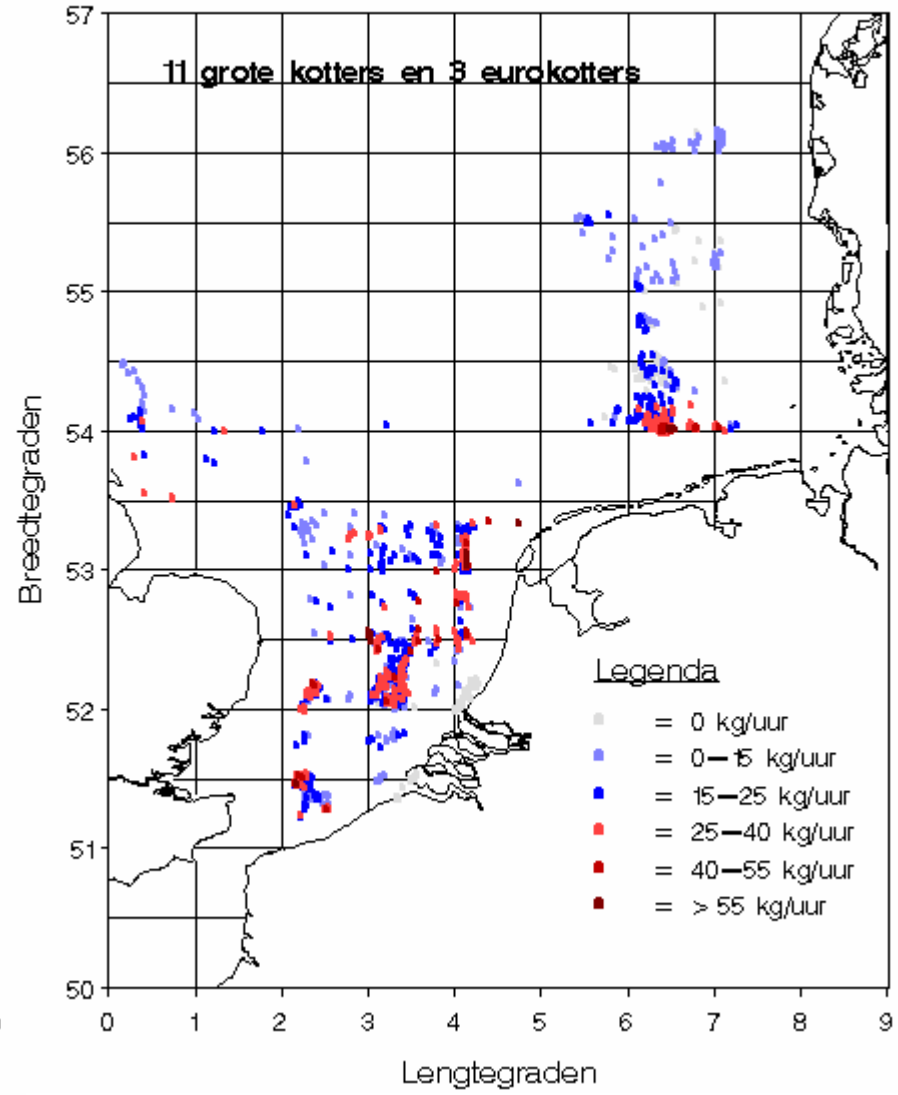 11 grote kotters en 3 eurokotters
57
56
55
54
53
52
51
50
Breedtegraden
Legenda
= 0 kg/uur
= 0–15 kg/uur
= 15–25 kg/uur
= 25–40 kg/uur
= 40–55 kg/uur
= > 55 kg/uur
0 1 2 3 4 5 6 7 8 9
Lengtegraden